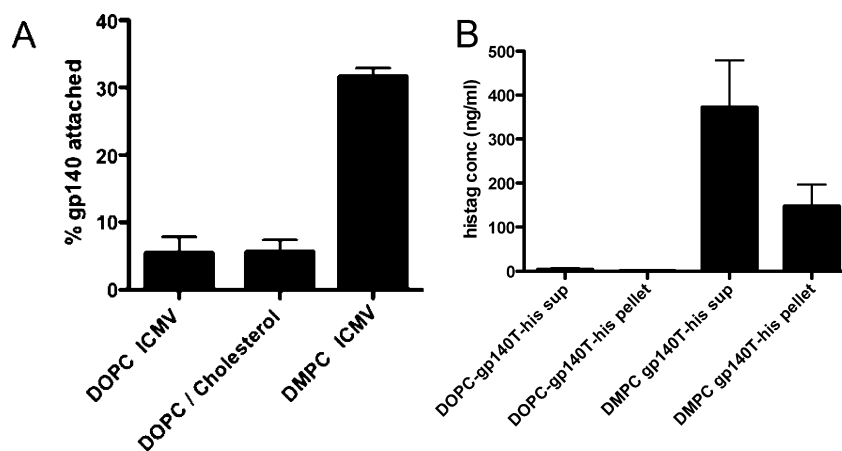 A
% gp140 attached
40
30
20
10
0
DOPC ICMV
DOPC / Cholesterol
DMPC ICMV
B
histag conc (ng/ml)
500
400
300
200
100
0
DOPC-gp140T-his sup
DOPC-gp140T-his pellet
DMPC gp140T-his sup
DMPC gp140T-his pellet